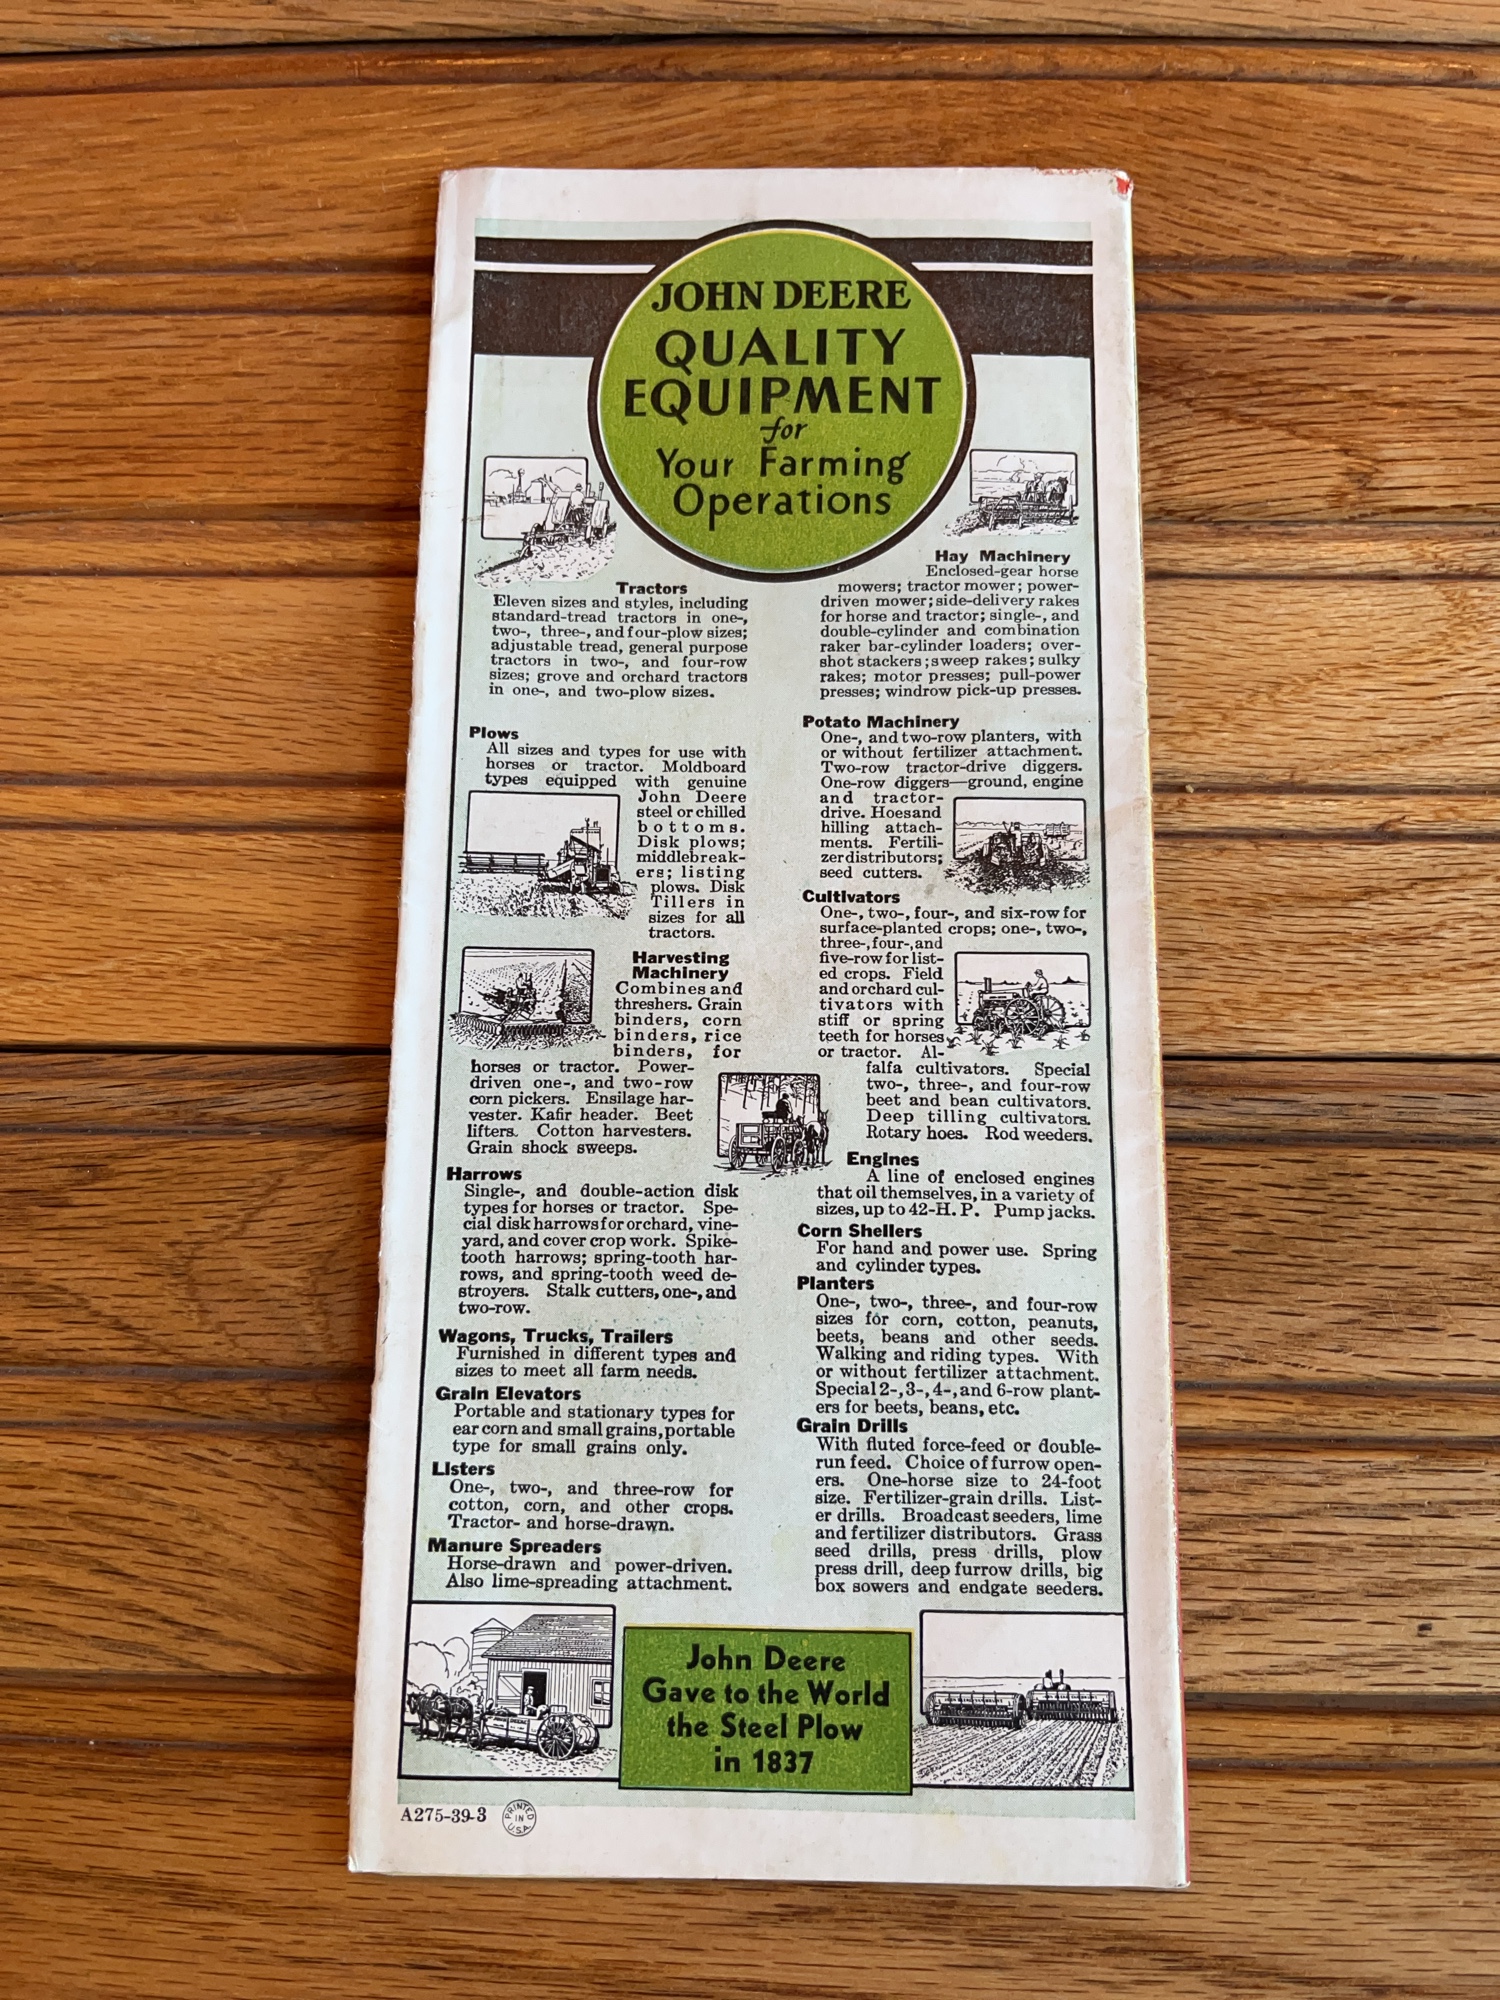 JOHN DEERE
QUALITY
EQUIPMENT
for
Your Farming
Operations
Tractors
Eleven sizes and styles, including
standard-tread tractors in one-,
two-, three-, and four-plow sizes;
adjustable tread, general purpose
tractors in two-, and four-row
sizes; grove and orchard tractors
in one-, and two-plow sizes.
Plows
All sizes and types for use with
horses or tractor. Moldboard
types equipped with genuine
John Deere
steel or chilled
bottoms.
Disk plows;
middlebreak-
ers; listing
plows. Disk
Tillers in
sizes for all
tractors.
Harvesting
Machinery
Combines and
threshers. Grain
binders, corn
binders, rice
binders, for
horses or tractor. Power-
driven one-, and two-row
corn pickers. Ensilage har-
vester. Kafir header. Beet
lifters. Cotton harvesters.
Grain shock sweeps.
Harrows
Single-, and double-action disk
types for horses or tractor. Spe-
cial disk harrows for orchard, vine-
yard, and cover crop work. Spike-
tooth harrows; spring-tooth har-
rows, and spring-tooth weed de-
stroyers. Stalk cutters, one-, and
two-row.
Wagons, Trucks, Trailers
Furnished in different types and
sizes to meet all farm needs.
Grain Elevators
Portable and stationary types for
ear corn and small grains, portable
type for small grains only.
Listers
One-, two-, and three-row for
cotton, corn, and other crops.
Tractor- and horse-drawn.
Manure Spreaders
Horse-drawn and power-driven.
Also lime-spreading attachment.
Hay Machinery
Enclosed-gear horse
mowers; tractor mower; power-
driven mower; side-delivery rakes
for horse and tractor; single-, and
double-cylinder and combination
raker bar-cylinder loaders; over-
shot stackers; sweep rakes; sulky
rakes; motor presses; pull-power
presses; windrow pick-up presses.
Potato Machinery
One-, and two-row planters, with
or without fertilizer attachment.
Two-row tractor-drive diggers.
One-row diggers—ground, engine
and tractor-
drive. Hoes and
hilling attach-
ments. Fertili-
zer distributors;
seed cutters.
Cultivators
One-, two-, four-, and six-row for
surface-planted crops; one-, two-,
three-, four-, and
five-row for list-
ed crops. Field
and orchard cul-
tivators with
stiff or spring
teeth for horses
or tractor. Al-
falfa cultivators. Special
two-, three-, and four-row
beet and bean cultivators.
Deep tilling cultivators.
Rotary hoes. Rod weeders.
Engines
A line of enclosed engines
that oil themselves, in a variety of
sizes, up to 42-H. P. Pump jacks.
Corn Shellers
For hand and power use. Spring
and cylinder types.
Planters
One-, two-, three-, and four-row
sizes for corn, cotton, peanuts,
beets, beans and other seeds.
Walking and riding types. With
or without fertilizer attachment.
Special 2-, 3-, 4-, and 6-row plant-
ers for beets, beans, etc.
Grain Drills
With fluted force-feed or double-
run feed. Choice of furrow open-
ers. One-horse size to 24-foot
size. Fertilizer-grain drills. List-
er drills. Broadcast seeders, lime
and fertilizer distributors. Grass
seed drills, press drills, plow
press drill, deep furrow drills, big
box sowers and endgate seeders.
John Deere
Gave to the World
the Steel Plow
in 1837
A275-39-3
PRINTED
IN
U.S.A.